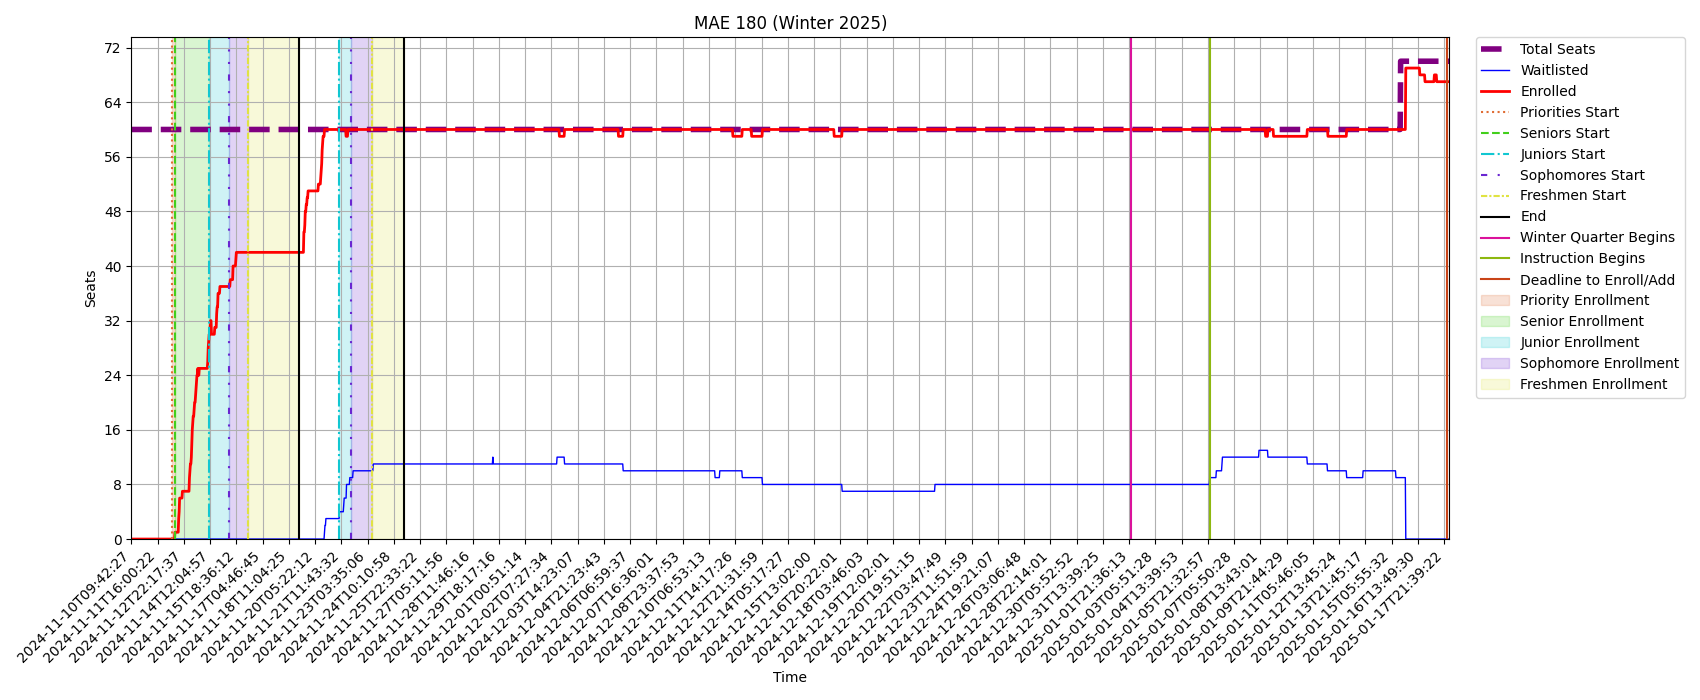 MAE 180 (Winter 2025)
Total Seats
Waitlisted
Enrolled
Priorities Start
Seniors Start
Juniors Start
Sophomores Start
Freshmen Start
End
Winter Quarter Begins
Instruction Begins
Deadline to Enroll/Add
Priority Enrollment
Senior Enrollment
Junior Enrollment
Sophomore Enrollment
Freshmen Enrollment
Seats
72
64
56
48
40
32
24
16
8
0
2024-11-10T09:42:27
2024-11-11T16:00:22
2024-11-12T22:17:37
2024-11-14T12:04:57
2024-11-15T18:36:12
2024-11-17T04:46:45
2024-11-18T11:04:25
2024-11-20T05:22:12
2024-11-21T11:43:32
2024-11-23T03:35:06
2024-11-24T10:10:58
2024-11-25T22:33:22
2024-11-27T05:11:56
2024-11-28T11:46:16
2024-11-29T18:17:16
2024-12-01T00:51:14
2024-12-02T07:27:34
2024-12-03T14:23:07
2024-12-04T21:23:43
2024-12-06T06:59:37
2024-12-07T16:36:01
2024-12-08T23:37:53
2024-12-10T06:53:13
2024-12-11T14:17:26
2024-12-12T21:31:59
2024-12-14T05:17:27
2024-12-15T13:02:00
2024-12-16T20:22:01
2024-12-18T03:46:03
2024-12-19T12:02:01
2024-12-20T19:51:15
2024-12-22T03:47:49
2024-12-23T11:51:59
2024-12-24T19:21:07
2024-12-26T03:06:48
2024-12-28T22:14:01
2024-12-30T05:52:52
2024-12-31T13:39:25
2025-01-01T21:36:13
2025-01-03T05:51:28
2025-01-04T13:39:53
2025-01-05T21:32:57
2025-01-07T05:50:28
2025-01-08T13:43:01
2025-01-09T21:44:29
2025-01-11T05:46:05
2025-01-12T13:45:24
2025-01-13T21:45:17
2025-01-15T05:55:32
2025-01-16T13:49:30
2025-01-17T21:39:22
Time